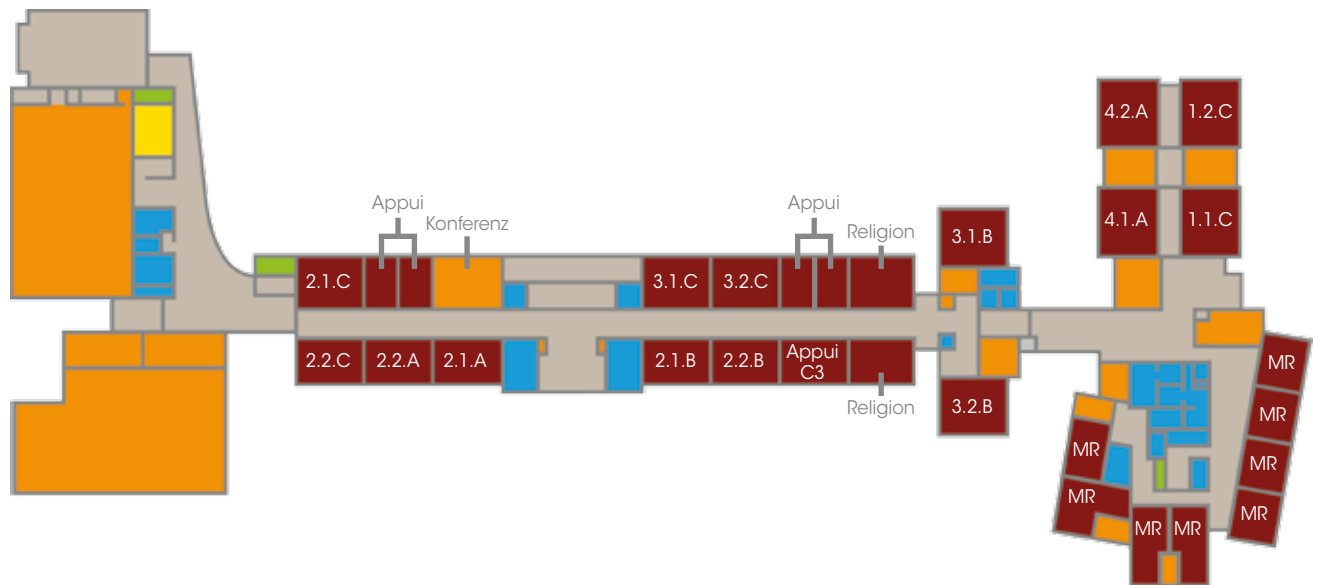 4.2.A
1.2.C
4.1.A
1.1.C
Appui
Konferenz
Appui
Religion
3.1.B
2.1.C
3.1.C
3.2.C
2.2.C
2.2.A
2.1.A
2.1.B
2.2.B
Appui
C3
Religion
3.2.B
MR
MR
MR
MR
MR
MR
MR
MR